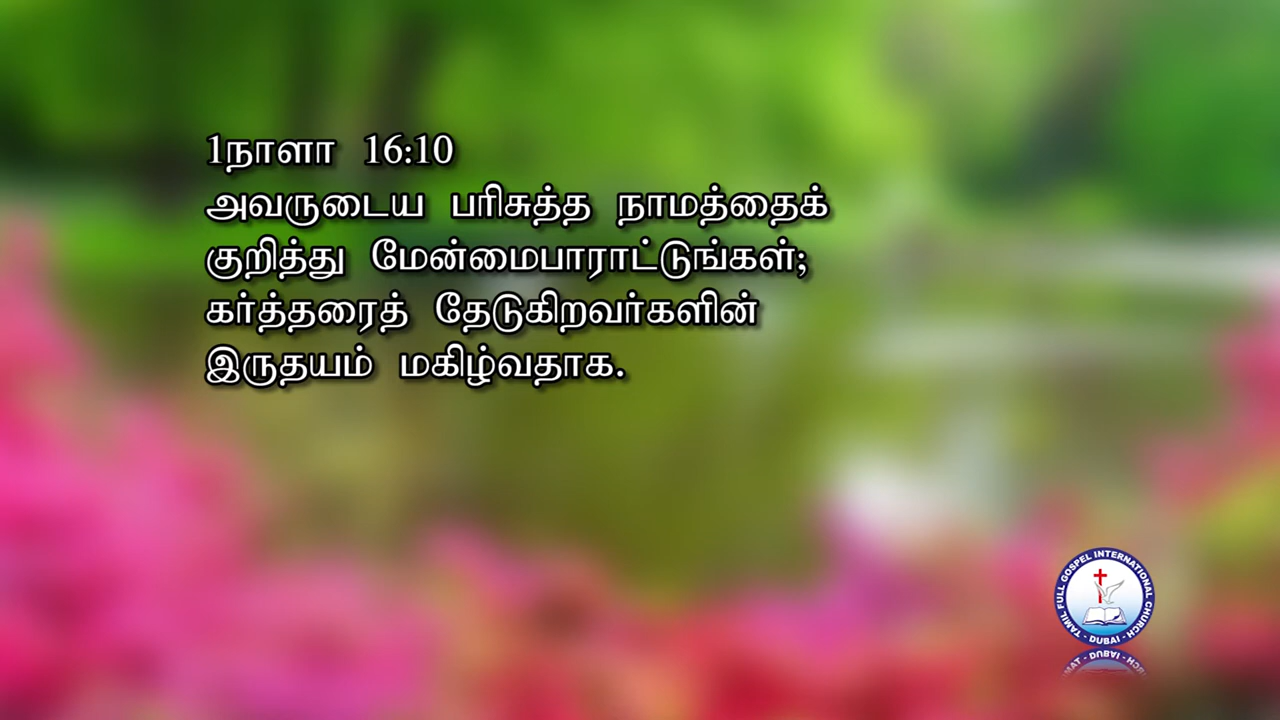 1நாளா 16:10
அவருடைய பரிசுத்த நாமத்தைக்
குறித்து மேன்மைபாராட்டுங்கள்;
கர்த்தரைத் தேடுகிறவர்களின்
இருதயம் மகிழ்வதாக.
TAMIL FULL GOSPEL INTERNATIONAL CHURCH
- DUBAI -